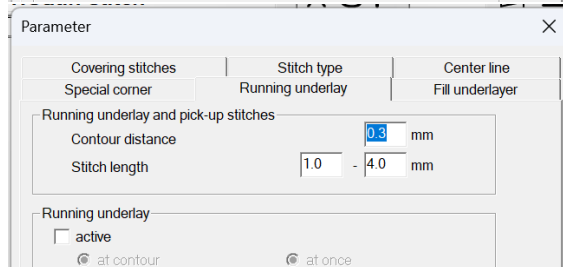 Parameter
Covering stitches Stitch type Center line
Special corner Running underlay Fill underlayer
Running underlay and pick-up stitches
Contour distance 0.3 mm
Stitch length 1.0 - 4.0 mm
Running underlay
active
at contour at once